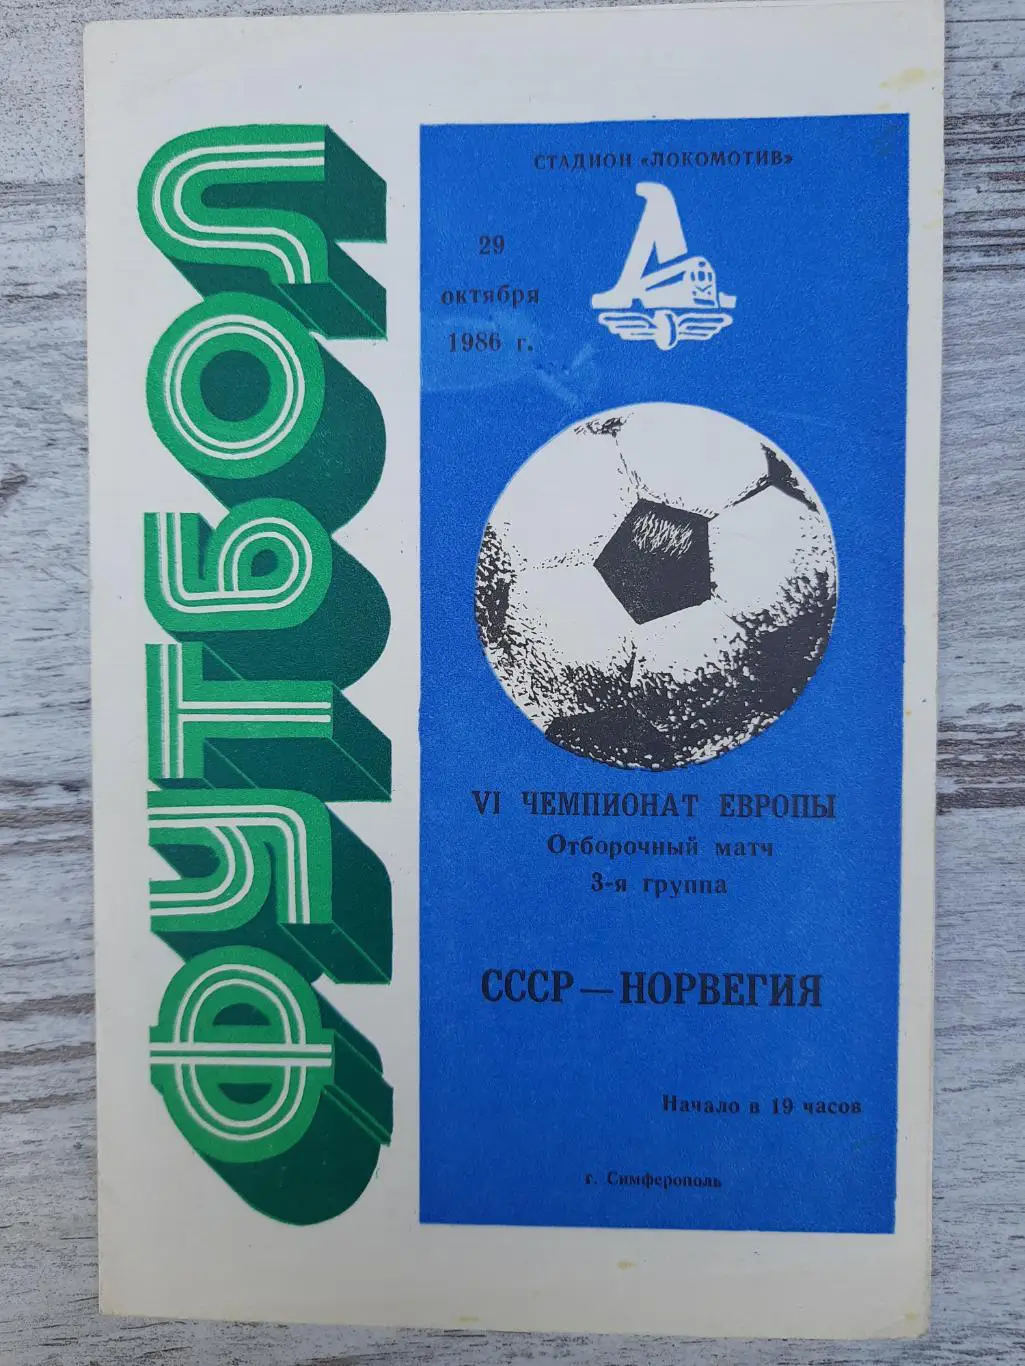 ФУТБОЛ
СТАДИОН «ЛОКОМОТИВ»
29
октября
1986 г.
VI ЧЕМПИОНАТ ЕВРОПЫ
Отборочный матч
3-я группа
СССР — НОРВЕГИЯ
Начало в 19 часов
г. Симферополь